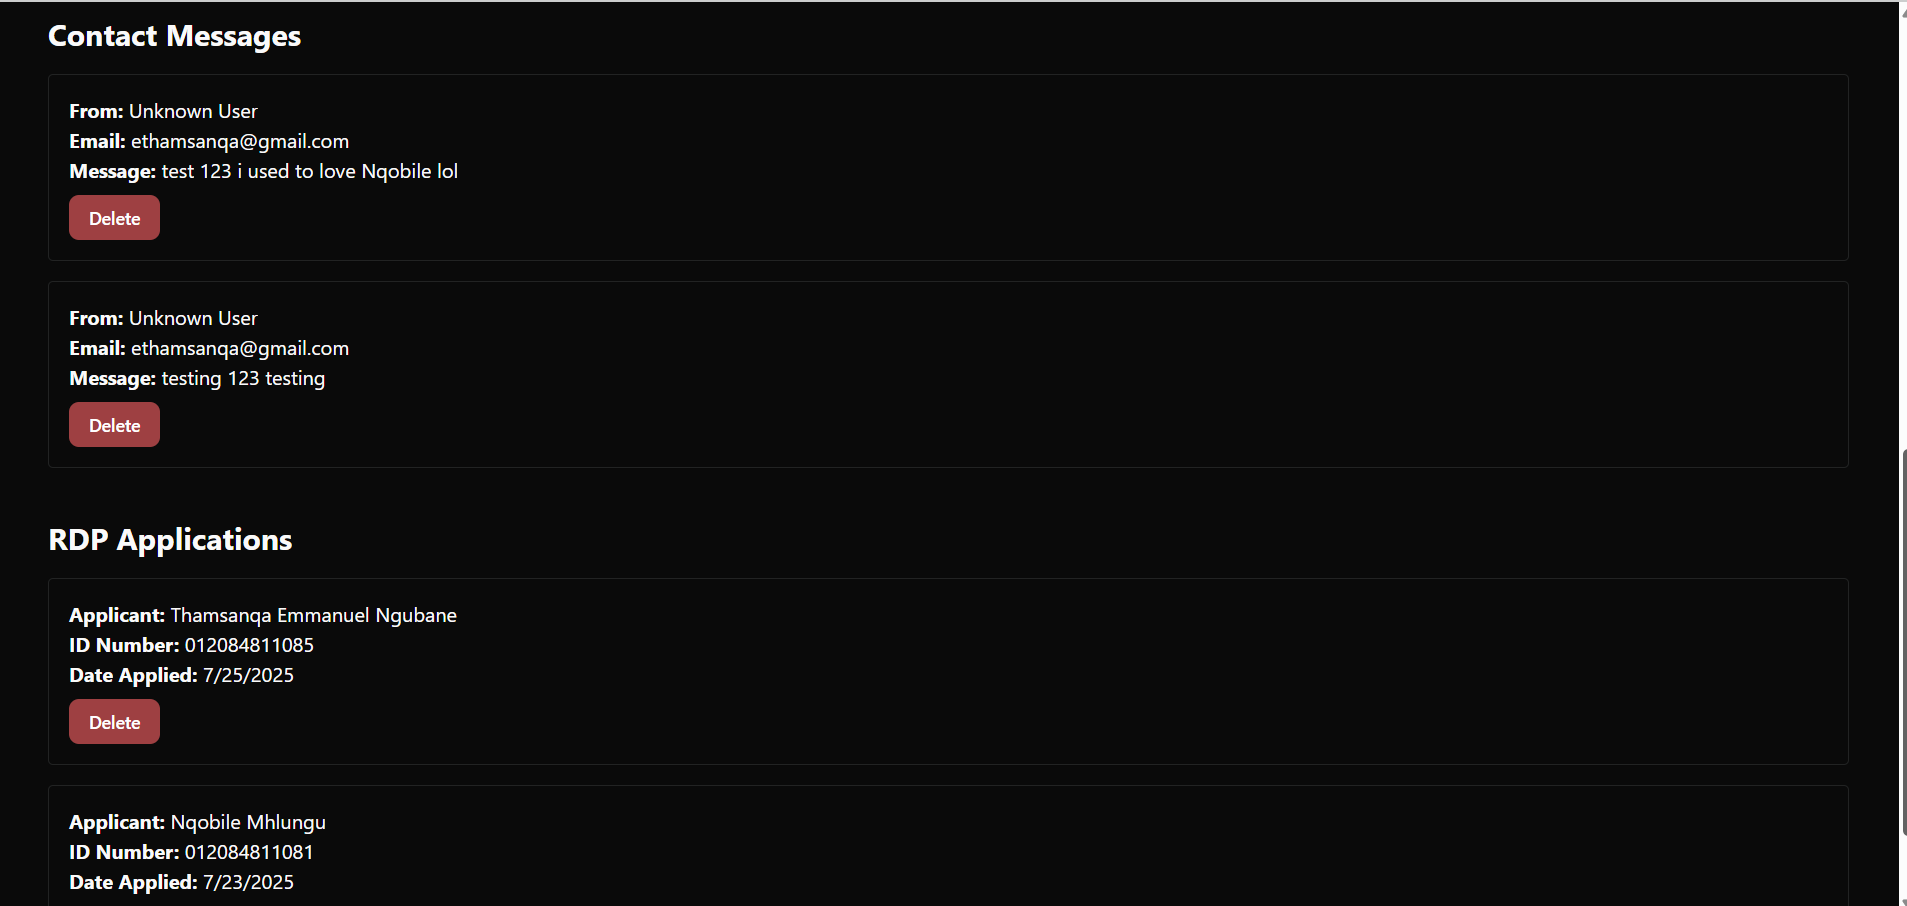 Contact Messages
From: Unknown User
Email: ethamsanqa@gmail.com
Message: test 123 i used to love Nqobile lol
Delete
From: Unknown User
Email: ethamsanqa@gmail.com
Message: testing 123 testing
Delete
RDP Applications
Applicant: Thamsanqa Emmanuel Ngubane
ID Number: 012084811085
Date Applied: 7/25/2025
Delete
Applicant: Nqobile Mhlungu
ID Number: 012084811081
Date Applied: 7/23/2025